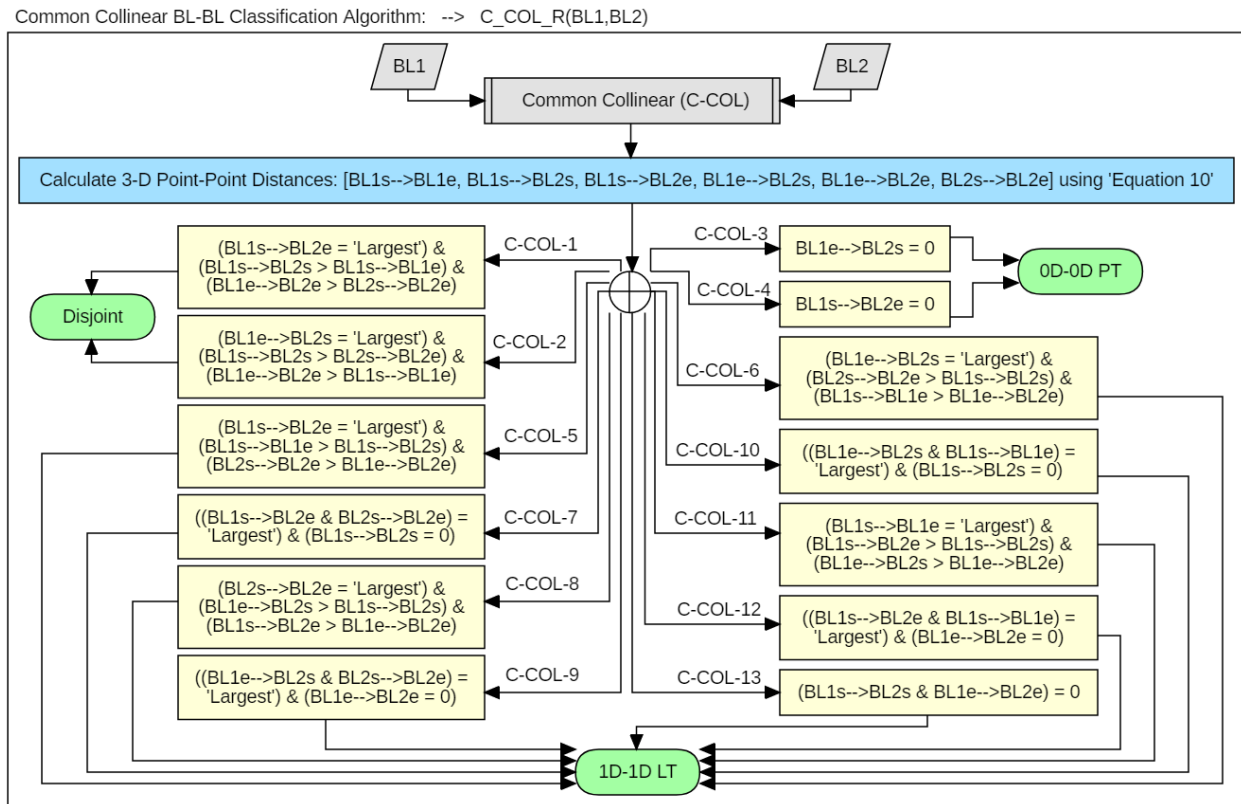 Common Collinear BL-BL Classification Algorithm: --> C_COL_R(BL1,BL2)
BL1
BL2
Common Collinear (C-COL)
Calculate 3-D Point-Point Distances: [BL1s-->BL1e, BL1s-->BL2s, BL1s-->BL2e, BL1e-->BL2s, BL1e-->BL2e, BL2s-->BL2e] using 'Equation 10'
C-COL-1
(BL1s-->BL2e = 'Largest') &
(BL1s-->BL2s > BL1s-->BL1e) &
(BL1e-->BL2e > BL2s-->BL2e)
Disjoint
C-COL-2
(BL1e-->BL2s = 'Largest') &
(BL1s-->BL2s > BL2s-->BL2e) &
(BL1e-->BL2e > BL1s-->BL1e)
C-COL-5
(BL1s-->BL2e = 'Largest') &
(BL1s-->BL1e > BL1s-->BL2s) &
(BL2s-->BL2e > BL1e-->BL2e)
C-COL-7
((BL1s-->BL2e & BL2s-->BL2e) =
'Largest') & (BL1s-->BL2s = 0)
C-COL-8
(BL2s-->BL2e = 'Largest') &
(BL1e-->BL2s > BL1s-->BL2s) &
(BL1s-->BL2e > BL1e-->BL2e)
C-COL-9
((BL1e-->BL2s & BL2s-->BL2e) =
'Largest') & (BL1e-->BL2e = 0)
C-COL-3
BL1e-->BL2s = 0
0D-0D PT
C-COL-4
BL1s-->BL2e = 0
C-COL-6
(BL1e-->BL2s = 'Largest') &
(BL2s-->BL2e > BL1s-->BL2s) &
(BL1s-->BL1e > BL1e-->BL2e)
C-COL-10
((BL1e-->BL2s & BL1s-->BL1e) =
'Largest') & (BL1s-->BL2s = 0)
C-COL-11
(BL1s-->BL1e = 'Largest') &
(BL1s-->BL2e > BL1s-->BL2s) &
(BL1e-->BL2s > BL1e-->BL2e)
C-COL-12
((BL1s-->BL2e & BL1s-->BL1e) =
'Largest') & (BL1e-->BL2e = 0)
C-COL-13
(BL1s-->BL2s & BL1e-->BL2e) = 0
1D-1D LT